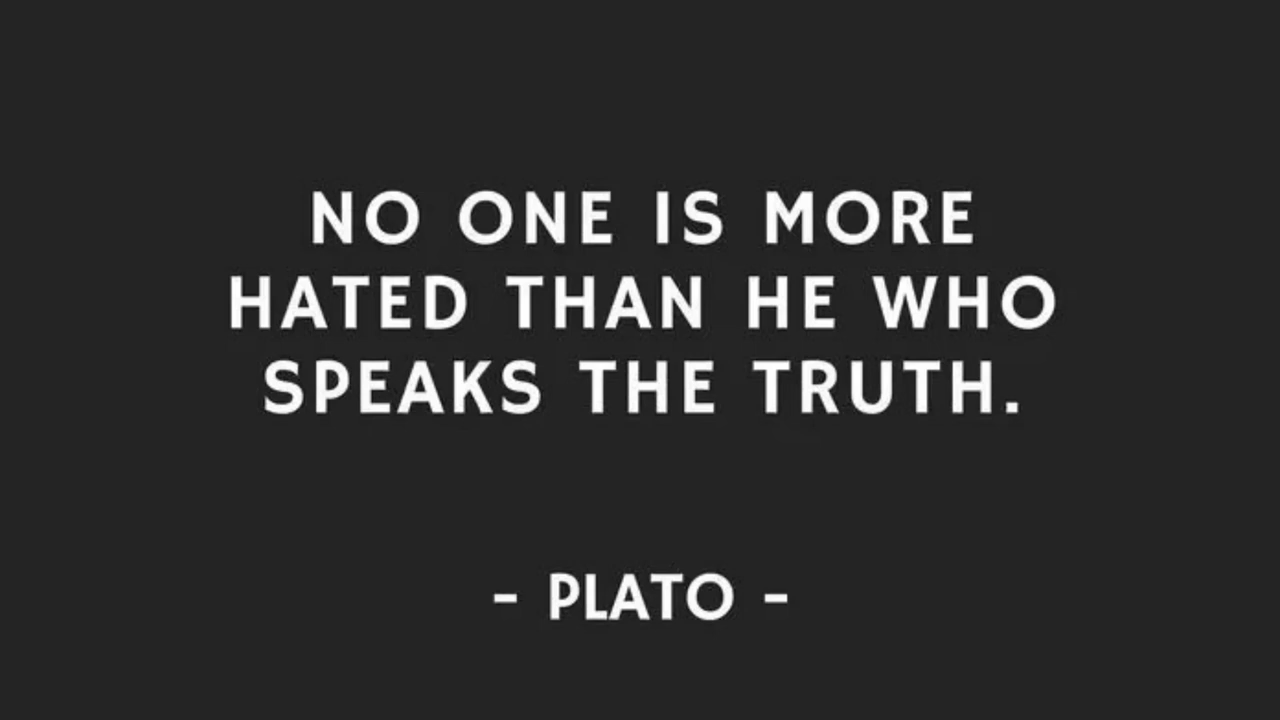 NO ONE IS MORE
HATED THAN HE WHO
SPEAKS THE TRUTH.
- PLATO -